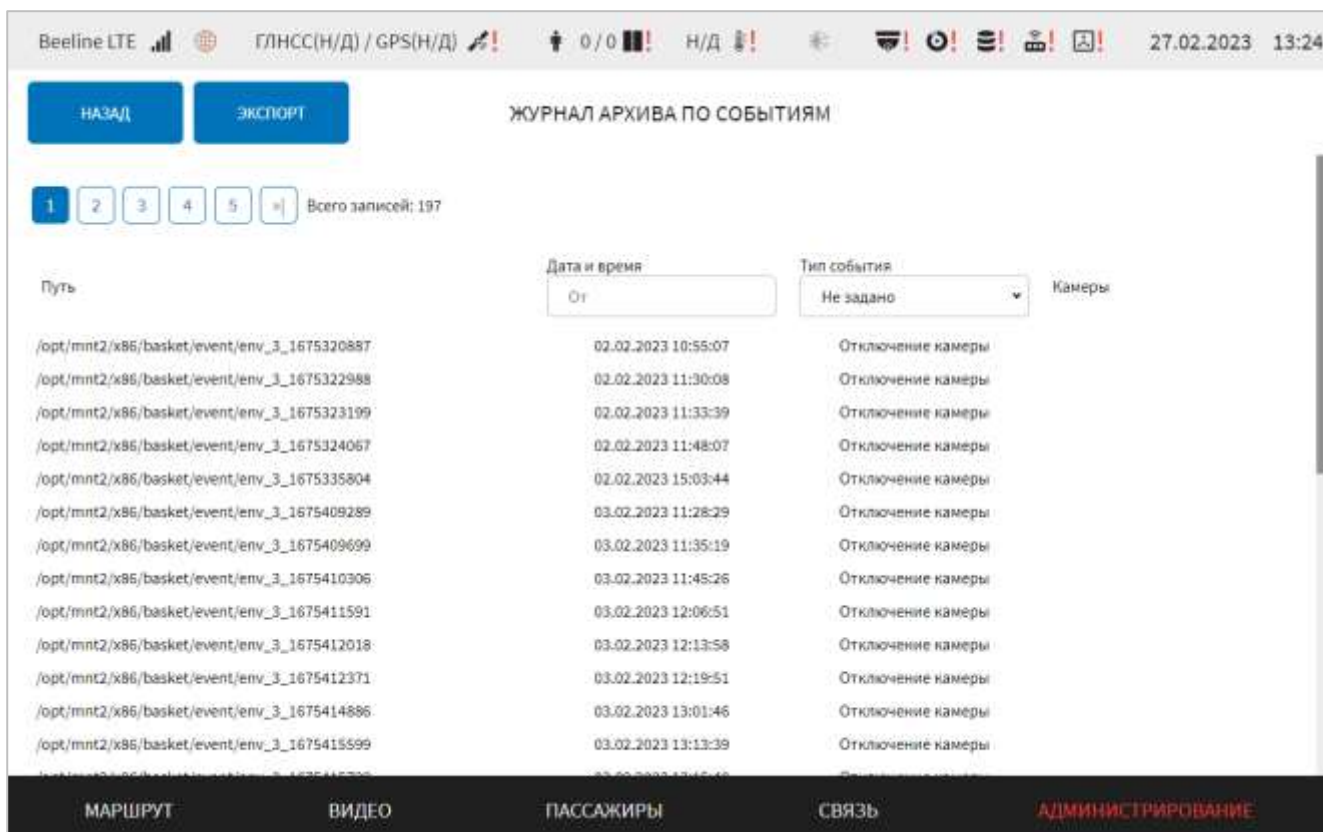 Beeline LTE ГЛНСС(Н/Д) / GPS(Н/Д) ! 0 / 0 ! Н/Д ! ! ! ! ! ! 27.02.2023 13:24
НАЗАД ЭКСПОРТ ЖУРНАЛ АРХИВА ПО СОБЫТИЯМ
1 2 3 4 5 »| Всего записей: 197
Дата и время Тип события
Путь От Не задано Камеры
/opt/mnt2/x86/basket/event/env_3_1675320887 02.02.2023 10:55:07 Отключение камеры
/opt/mnt2/x86/basket/event/env_3_1675322988 02.02.2023 11:30:08 Отключение камеры
/opt/mnt2/x86/basket/event/env_3_1675323199 02.02.2023 11:33:39 Отключение камеры
/opt/mnt2/x86/basket/event/env_3_1675324067 02.02.2023 11:48:07 Отключение камеры
/opt/mnt2/x86/basket/event/env_3_1675335804 02.02.2023 15:03:44 Отключение камеры
/opt/mnt2/x86/basket/event/env_3_1675409289 03.02.2023 11:28:29 Отключение камеры
/opt/mnt2/x86/basket/event/env_3_1675409699 03.02.2023 11:35:19 Отключение камеры
/opt/mnt2/x86/basket/event/env_3_1675410306 03.02.2023 11:45:26 Отключение камеры
/opt/mnt2/x86/basket/event/env_3_1675411591 03.02.2023 12:06:51 Отключение камеры
/opt/mnt2/x86/basket/event/env_3_1675412018 03.02.2023 12:13:58 Отключение камеры
/opt/mnt2/x86/basket/event/env_3_1675412371 03.02.2023 12:19:51 Отключение камеры
/opt/mnt2/x86/basket/event/env_3_1675414886 03.02.2023 13:01:46 Отключение камеры
/opt/mnt2/x86/basket/event/env_3_1675415599 03.02.2023 13:13:39 Отключение камеры
МАРШРУТ ВИДЕО ПАССАЖИРЫ СВЯЗЬ АДМИНИСТРИРОВАНИЕ